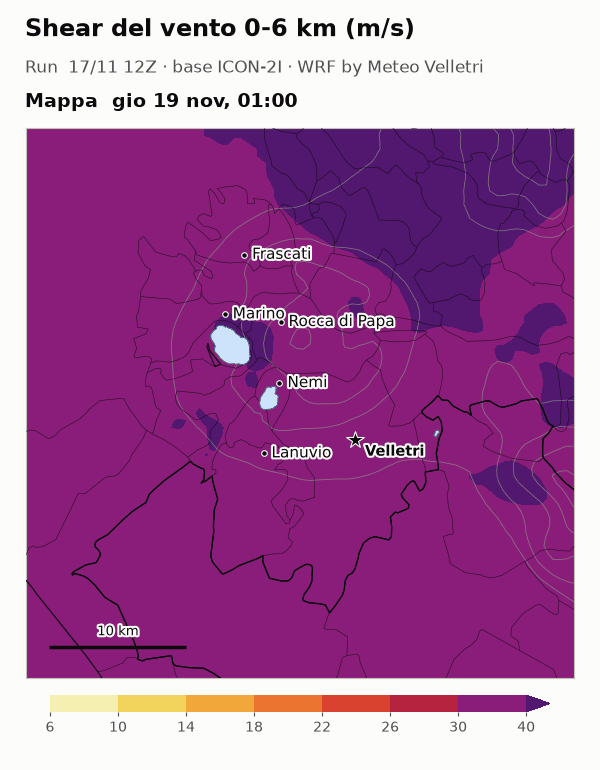 Shear del vento 0-6 km (m/s)
Run  17/11 12Z · base ICON-2I · WRF by Meteo Velletri
Mappa  gio 19 nov, 01:00
Frascati
Marino
Rocca di Papa
Nemi
Velletri
Lanuvio
10 km
6 10 14 18 22 26 30 40